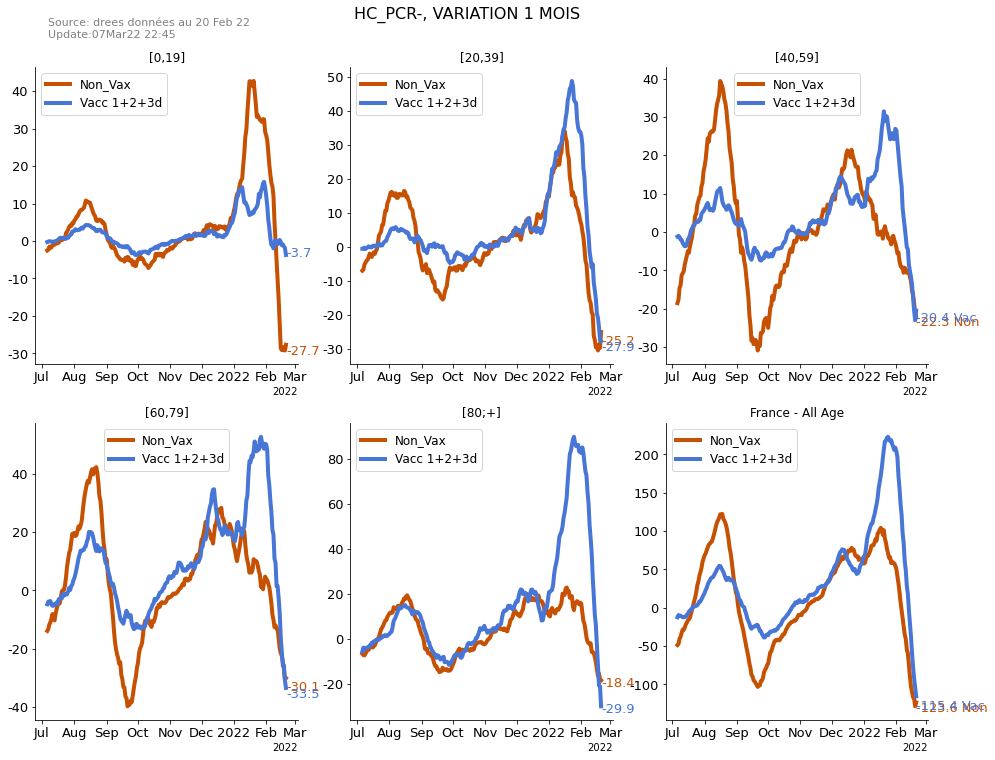 HC_PCR-, VARIATION 1 MOIS
Source: drees données au 20 Feb 22
Update:07Mar22 22:45
[0,19]
Non_Vax
Vacc 1+2+3d
40
30
20
10
0
-10
-20
-30
-3.7
-27.7
Jul Aug Sep Oct Nov Dec 2022 Feb Mar
2022
[20,39]
Non_Vax
Vacc 1+2+3d
50
40
30
20
10
0
-10
-20
-30
-25.2
-27.9
Jul Aug Sep Oct Nov Dec 2022 Feb Mar
2022
[40,59]
Non_Vax
Vacc 1+2+3d
40
30
20
10
0
-10
-20
-30
-20.4 Vac
-22.3 Non
Jul Aug Sep Oct Nov Dec 2022 Feb Mar
2022
[60,79]
Non_Vax
Vacc 1+2+3d
40
20
0
-20
-40
-30.1
-33.5
Jul Aug Sep Oct Nov Dec 2022 Feb Mar
2022
[80;+]
Non_Vax
Vacc 1+2+3d
80
60
40
20
0
-20
-18.4
-29.9
Jul Aug Sep Oct Nov Dec 2022 Feb Mar
2022
France - All Age
Non_Vax
Vacc 1+2+3d
200
150
100
50
0
-50
-100
-115.4 Vac
-123.6 Non
Jul Aug Sep Oct Nov Dec 2022 Feb Mar
2022